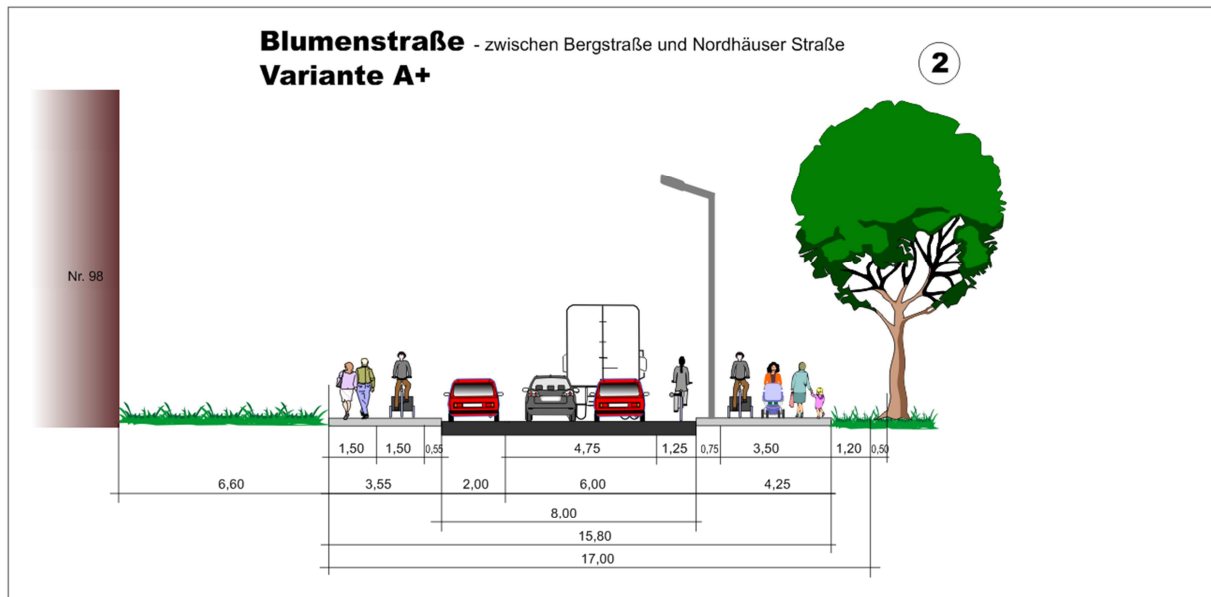 Blumenstraße - zwischen Bergstraße und Nordhäuser Straße
Variante A+
2
Nr. 98
1,50 1,50 0,55 4,75 1,25 0,75 3,50 1,20 0,50
6,60 3,55 2,00 6,00 4,25
8,00
15,80
17,00